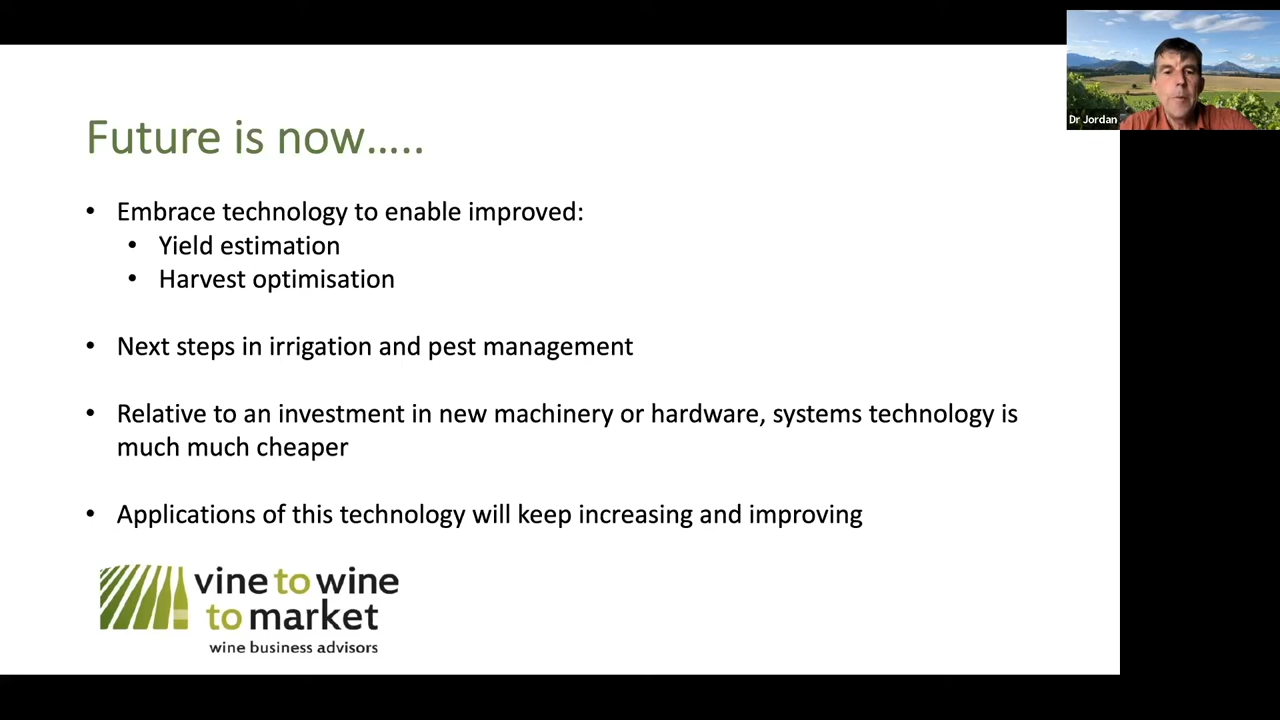 Dr Jordan
Future is now.....
• Embrace technology to enable improved:
• Yield estimation
• Harvest optimisation
• Next steps in irrigation and pest management
• Relative to an investment in new machinery or hardware, systems technology is
much much cheaper
• Applications of this technology will keep increasing and improving
vine to wine
to market
wine business advisors